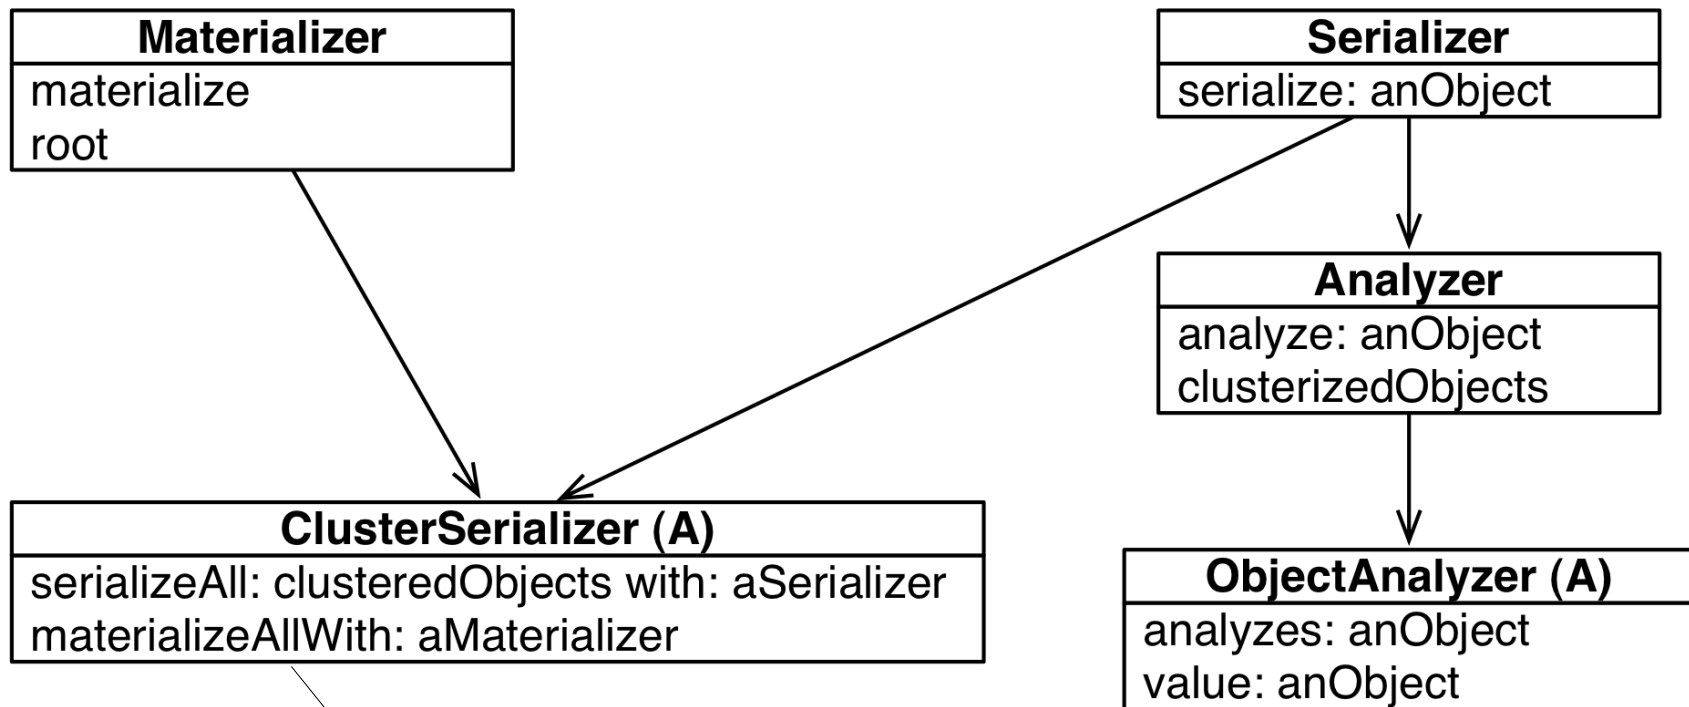 Materializer
materialize
root
Serializer
serialize: anObject
Analyzer
analyze: anObject
clusterizedObjects
ClusterSerializer (A)
serializeAll: clusteredObjects with: aSerializer
materializeAllWith: aMaterializer
ObjectAnalyzer (A)
analyzes: anObject
value: anObject